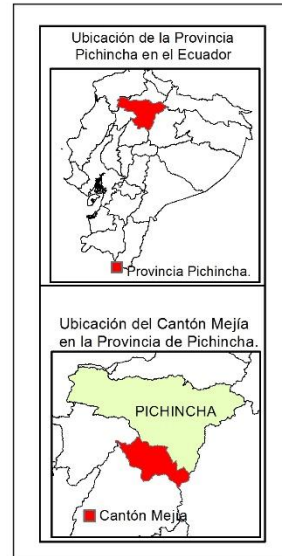 Ubicación de la Provincia
Pichincha en el Ecuador
Provincia Pichincha.
Ubicación del Cantón Mejía
en la Provincia de Pichincha.
PICHINCHA
Cantón Mejía